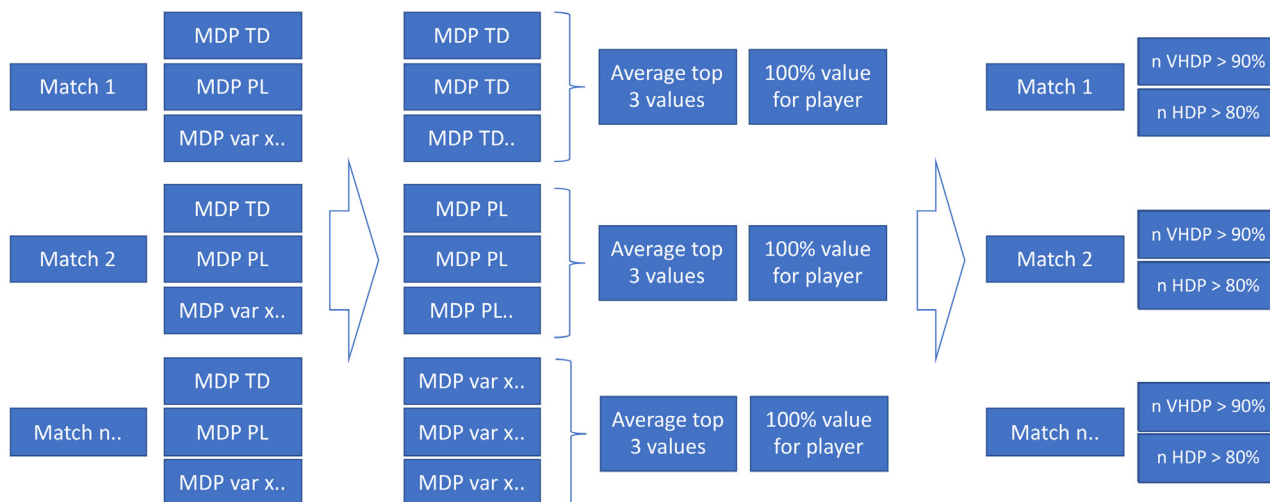 Match 1
MDP TD
MDP PL
MDP var x..
Match 2
MDP TD
MDP PL
MDP var x..
Match n..
MDP TD
MDP PL
MDP var x..
MDP TD
MDP TD
MDP TD..
Average top
3 values
100% value
for player
MDP PL
MDP PL
MDP PL..
Average top
3 values
100% value
for player
MDP var x..
MDP var x..
MDP var x..
Average top
3 values
100% value
for player
Match 1
n VHDP > 90%
n HDP > 80%
Match 2
n VHDP > 90%
n HDP > 80%
Match n..
n VHDP > 90%
n HDP > 80%